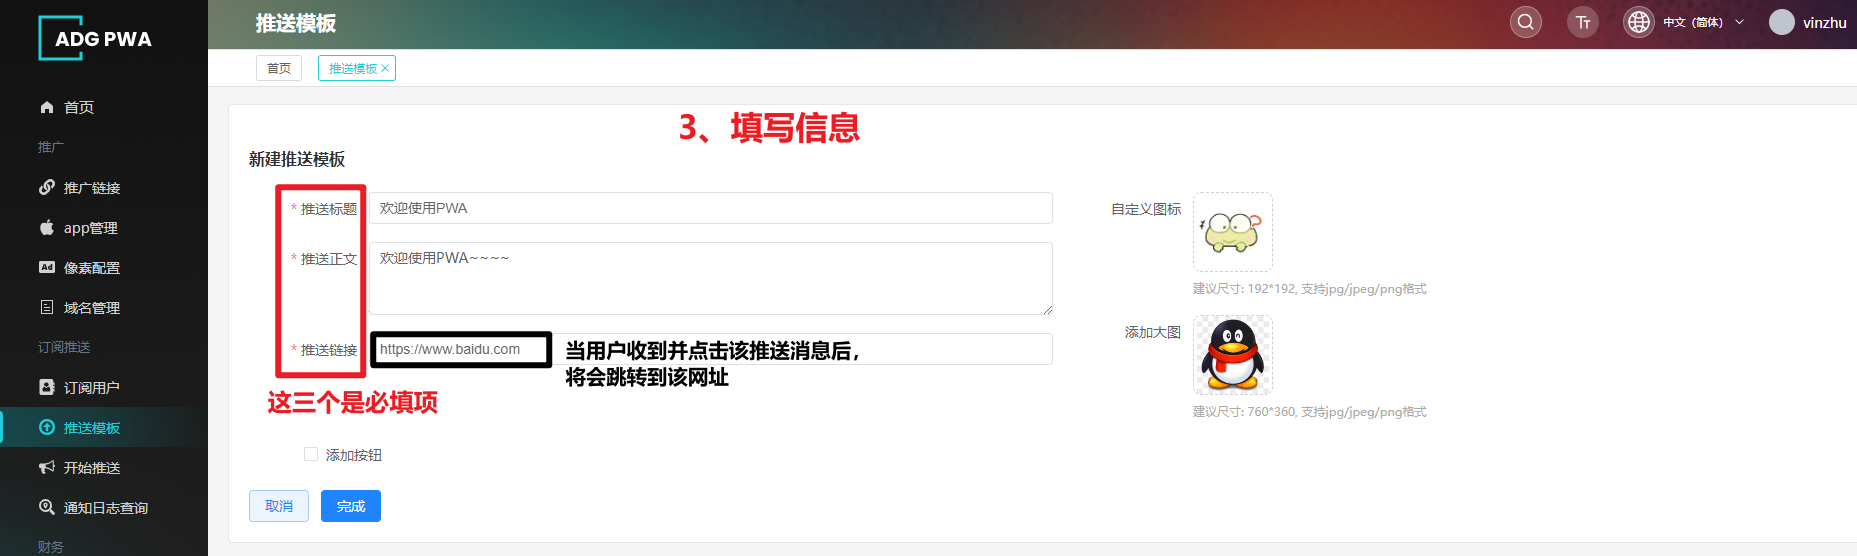 ADG PWA
推送模板
中文（简体）
vinzhu
首页
推送模板
首页
推广
推广链接
app管理
Ad
像素配置
域名管理
订阅推送
订阅用户
推送模板
开始推送
通知日志查询
财务
3、填写信息
新建推送模板
* 推送标题
欢迎使用PWA
* 推送正文
欢迎使用PWA~~~~
* 推送链接
https://www.baidu.com
当用户收到并点击该推送消息后，
将会跳转到该网址
这三个是必填项
自定义图标
建议尺寸: 192*192, 支持jpg/jpeg/png格式
添加大图
建议尺寸: 760*360, 支持jpg/jpeg/png格式
添加按钮
取消
完成